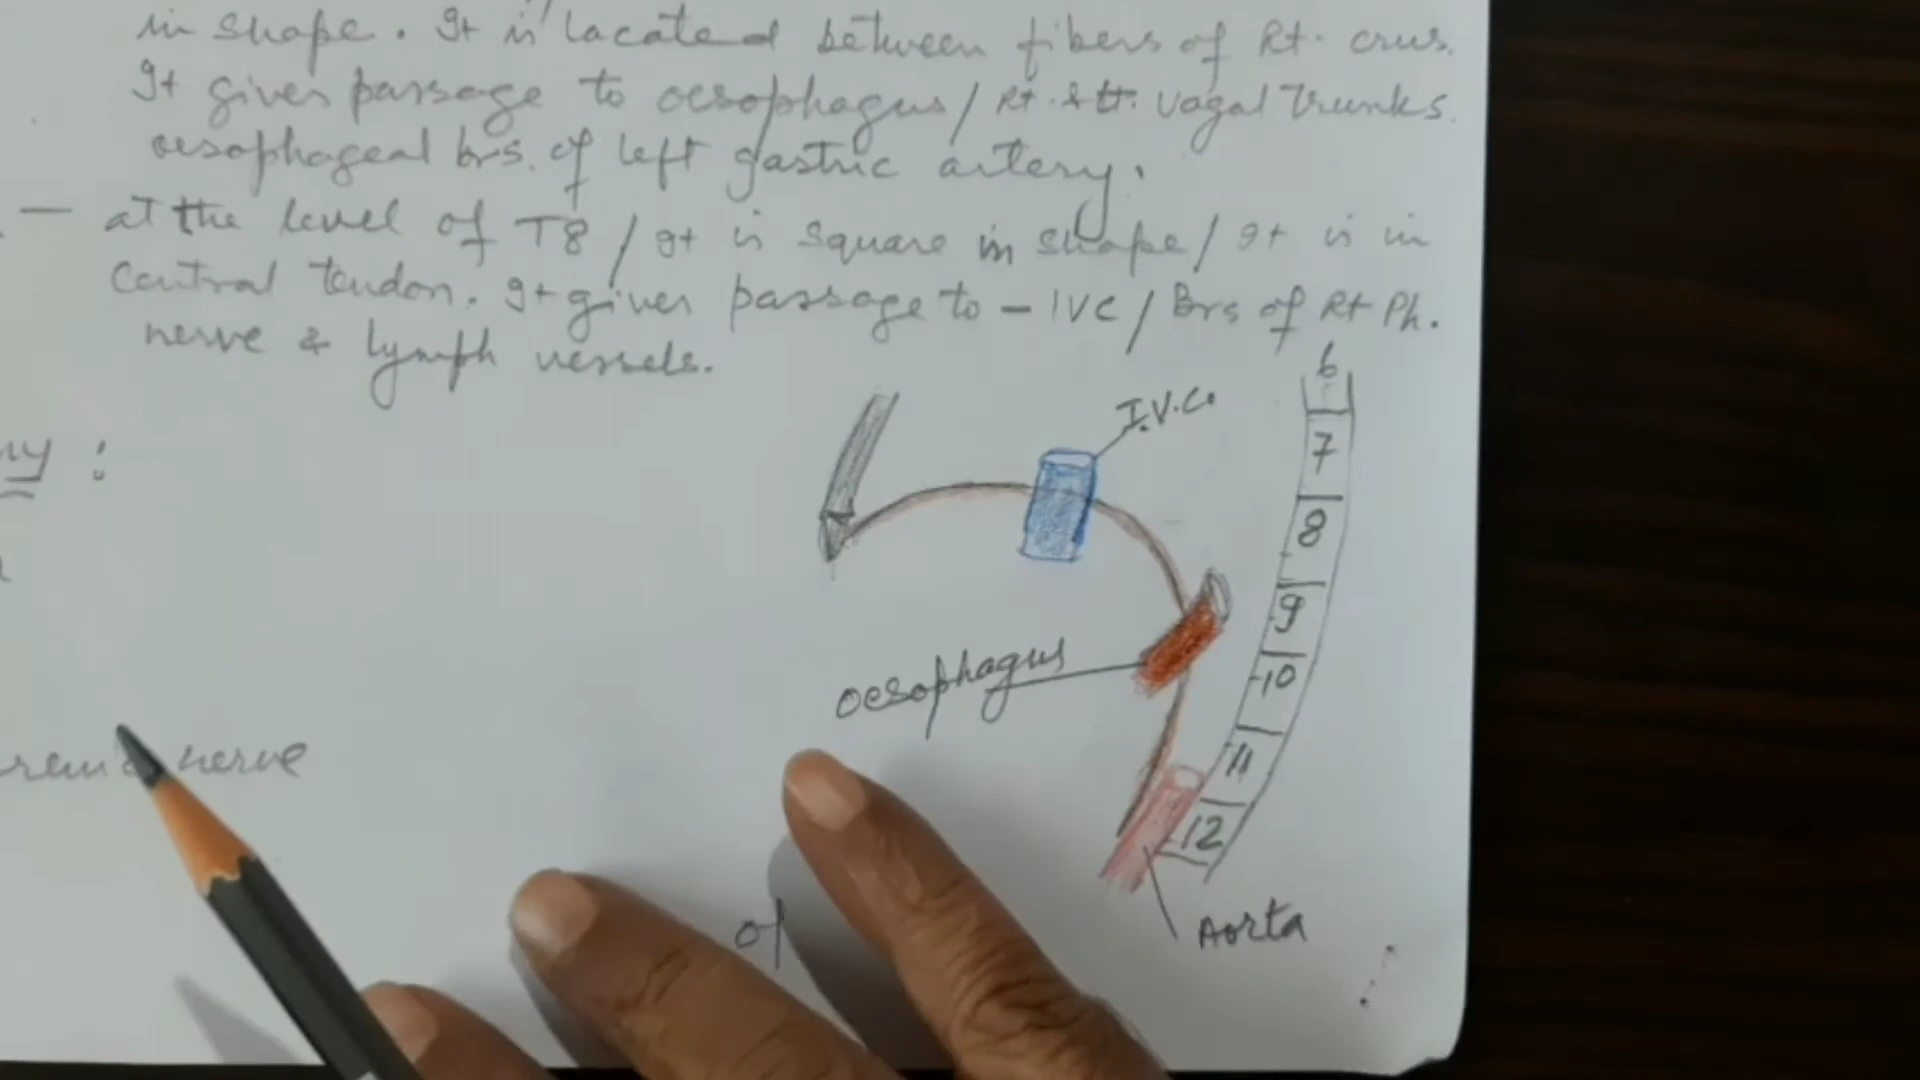 in shape. It is lacated between fibers of Rt. crus.
It gives passage to oesophagus / Rt. & Lt. Vagal Trunks.
oesophageal brs. of left gastric artery.
— at the level of T8 / It is square in shape / It is in
Central tendon. It gives passage to – IVC / Brs of Rt Ph.
nerve & lymph vessels.
6
I.V.C.
7
8
9
oesophagus
10
nerve
11
12
of
Aorta